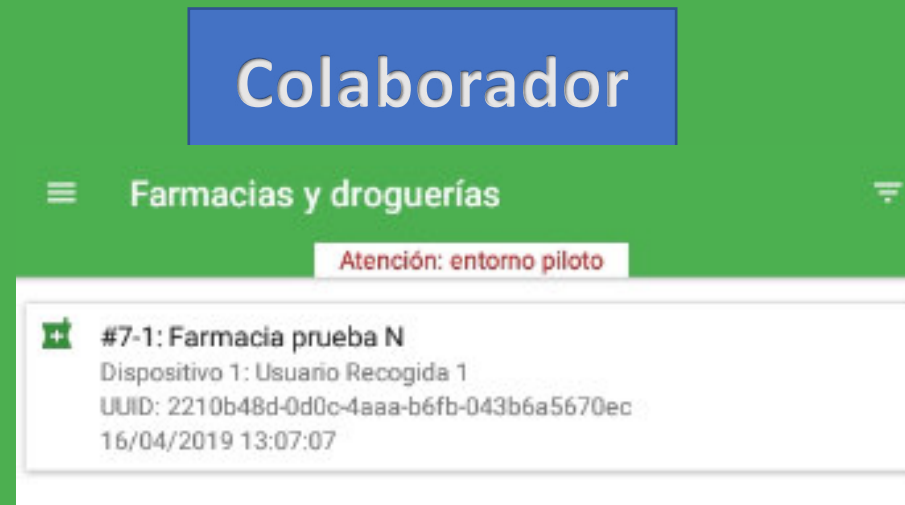 Colaborador
Farmacias y droguerías
Atención: entorno piloto
#7-1: Farmacia prueba N
Dispositivo 1: Usuario Recogida 1
UUID: 2210b48d-0d0c-4aaa-b6fb-043b6a5670ec
16/04/2019 13:07:07